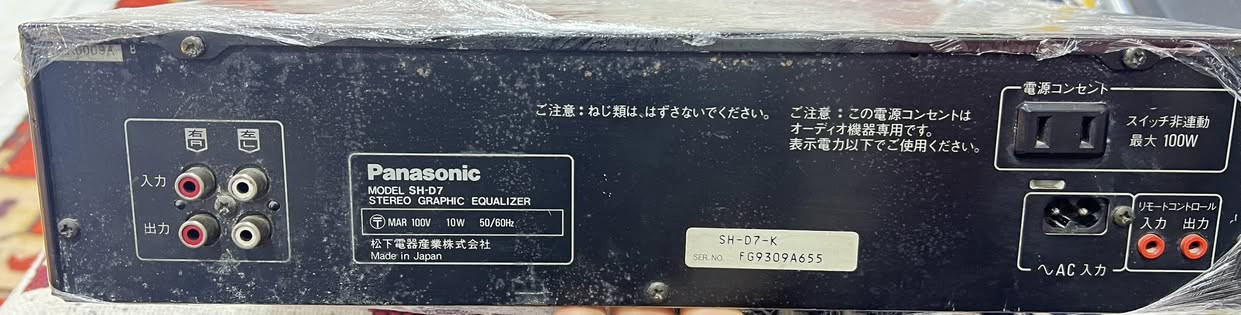 B
右
R
左
L
入力
出力
Panasonic
MODEL SH-D7
STEREO GRAPHIC EQUALIZER
〒 MAR 100V 10W 50/60Hz
松下電器産業株式会社
Made in Japan
ご注意：ねじ類は、はずさないでください。
ご注意：この電源コンセントは
オーディオ機器専用です。
表示電力以下でご使用ください。
SH-D7-K
SER. NO. FG9309A655
電源コンセント
スイッチ非連動
最大 100W
～AC 入力
リモートコントロール
入力 出力